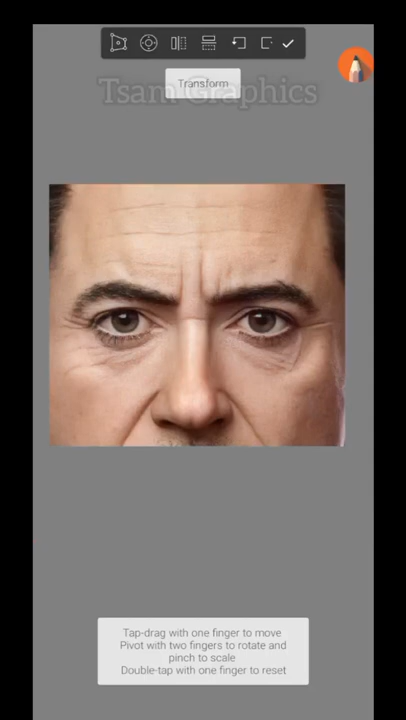 Transform
Tsam Graphics
Tap-drag with one finger to move
Pivot with two fingers to rotate and
pinch to scale
Double-tap with one finger to reset